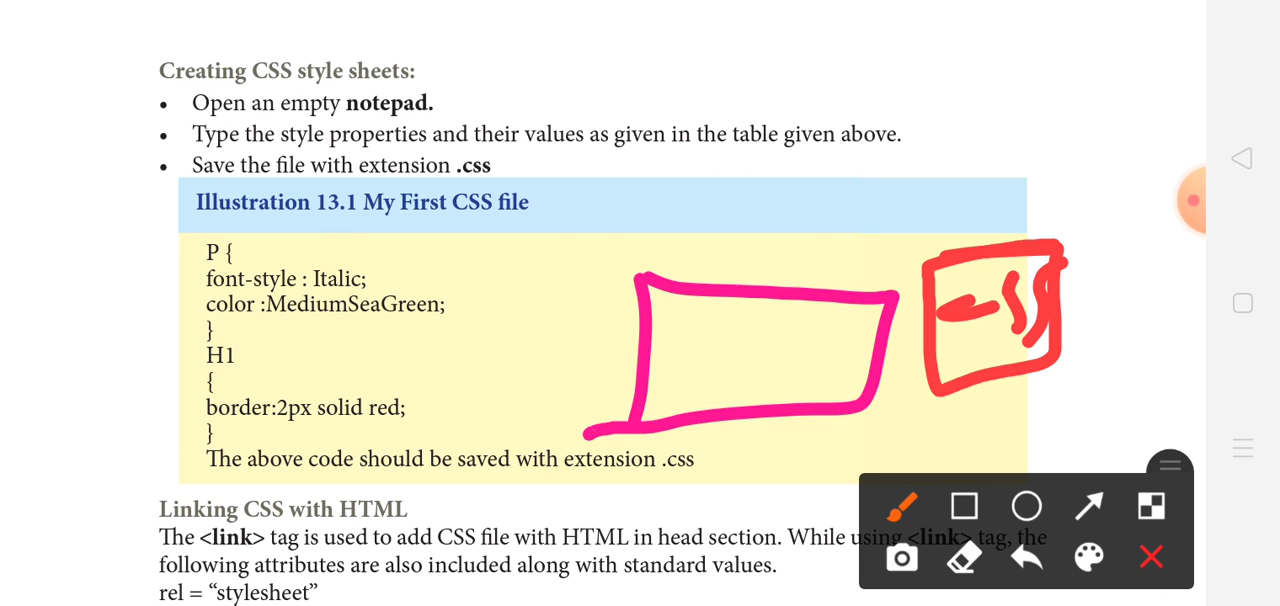 Creating CSS style sheets:
• Open an empty notepad.
• Type the style properties and their values as given in the table given above.
• Save the file with extension .css
Illustration 13.1 My First CSS file
P {
font-style : Italic;
color :MediumSeaGreen;
}
H1
{
border:2px solid red;
}
The above code should be saved with extension .css
Linking CSS with HTML
The <link> tag is used to add CSS file with HTML in head section. While using <link> tag, the
following attributes are also included along with standard values.
rel = “stylesheet”